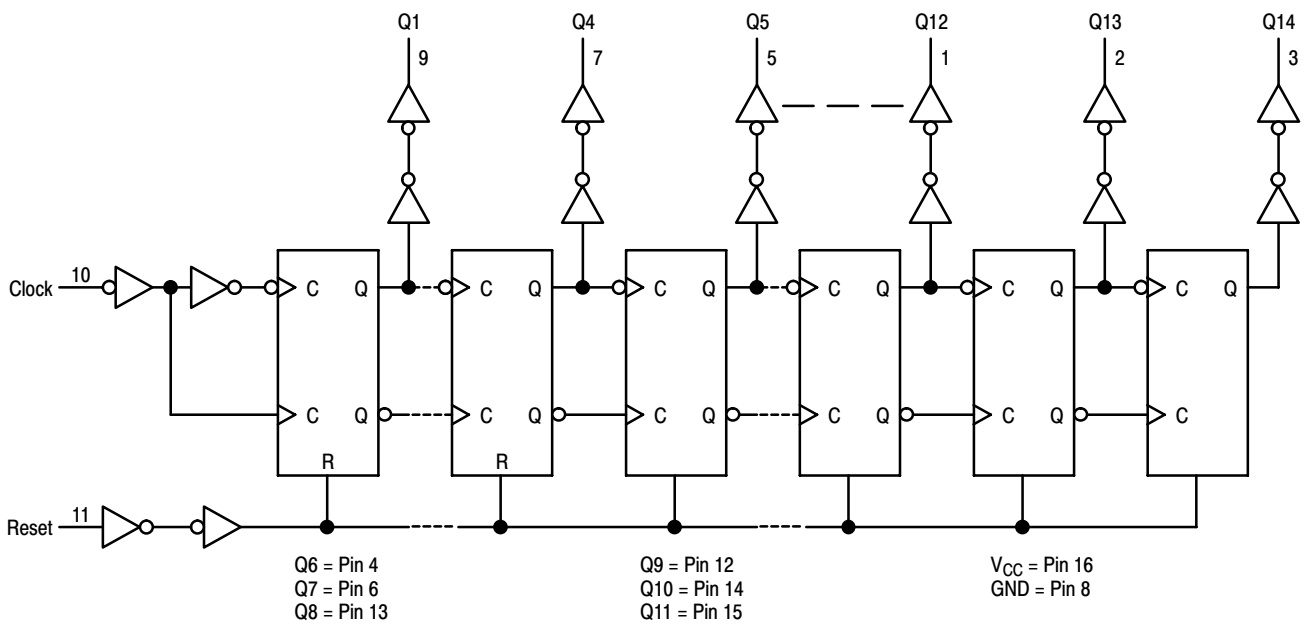 Q1 Q4 Q5 Q12 Q13 Q14
9 7 5 1 2 3
Clock 10 C Q C Q C Q C Q C Q C Q
C Q C Q C Q C Q C Q C
R R
Reset 11
Q6 = Pin 4
Q7 = Pin 6
Q8 = Pin 13
Q9 = Pin 12
Q10 = Pin 14
Q11 = Pin 15
VCC = Pin 16
GND = Pin 8